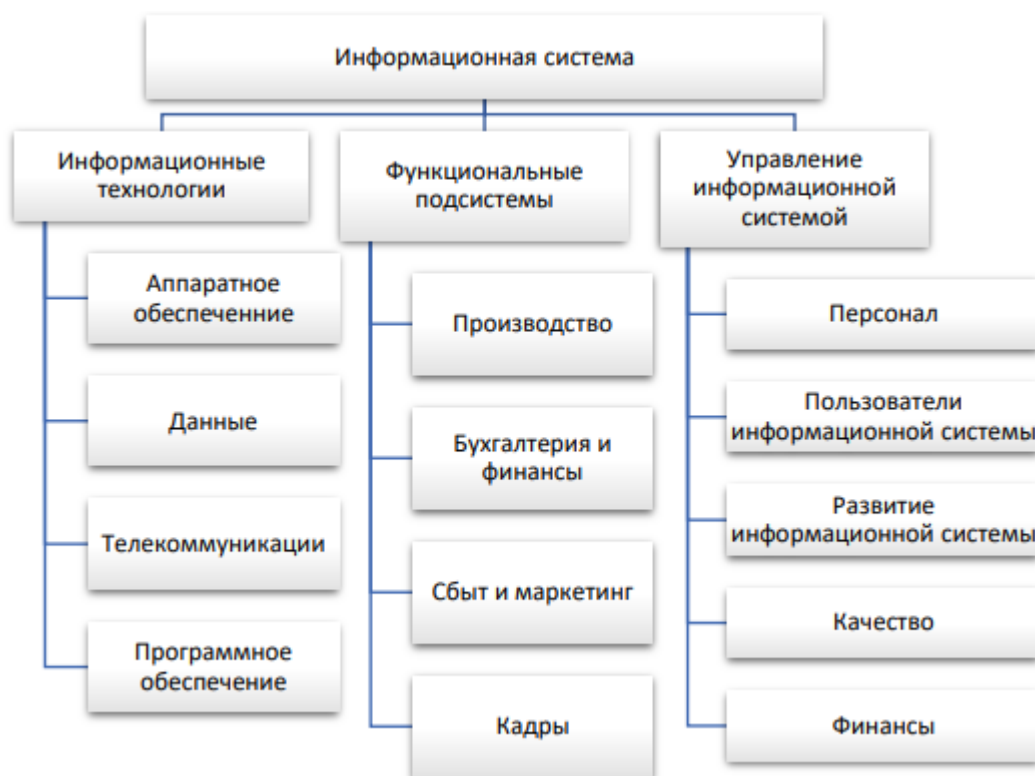 Информационная система
Информационные
технологии
Аппаратное
обеспеченние
Данные
Телекоммуникации
Программное
обеспечение
Функциональные
подсистемы
Производство
Бухгалтерия и
финансы
Сбыт и маркетинг
Кадры
Управление
информационной
системой
Персонал
Пользователи
информационной системы
Развитие
информационной системы
Качество
Финансы